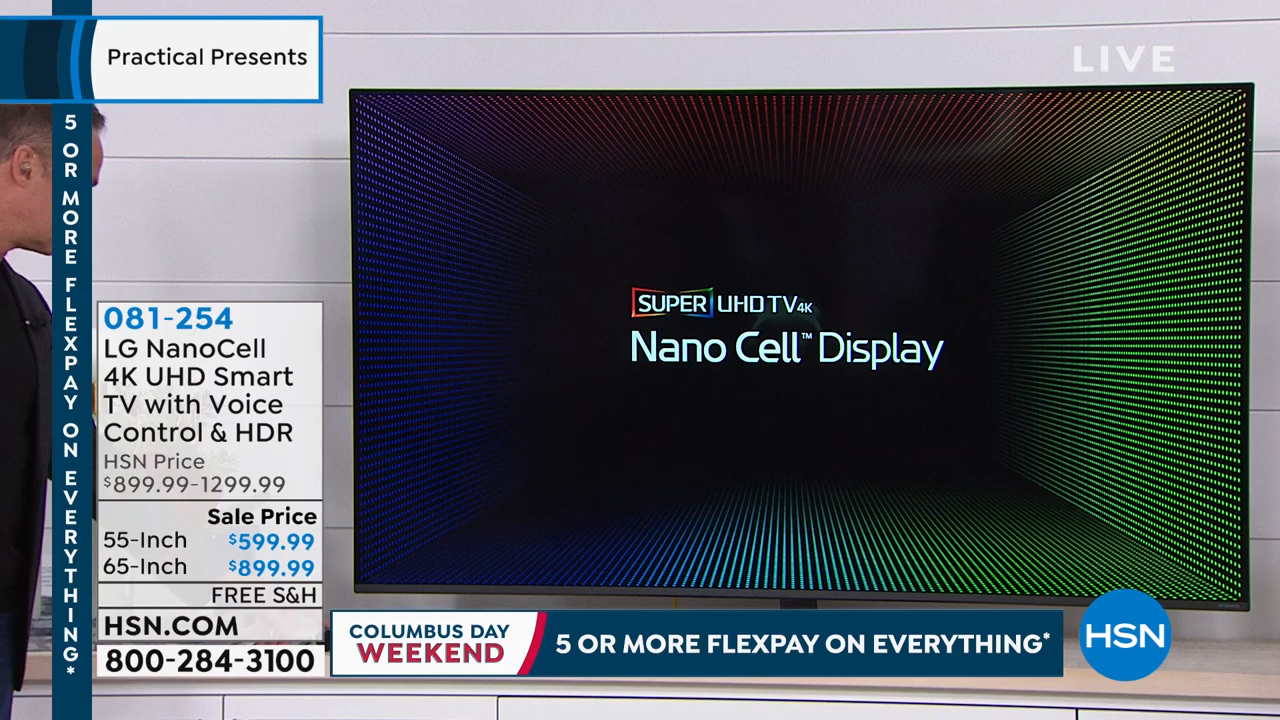 Practical Presents
LIVE
5 OR MORE FLEXPAY ON EVERYTHING*
SUPER UHD TV 4K
Nano Cell™ Display
081-254
LG NanoCell
4K UHD Smart
TV with Voice
Control & HDR
HSN Price
$899.99-1299.99
Sale Price
55-Inch $599.99
65-Inch $899.99
FREE S&H
HSN.COM
800-284-3100
COLUMBUS DAY
WEEKEND
5 OR MORE FLEXPAY ON EVERYTHING*
HSN